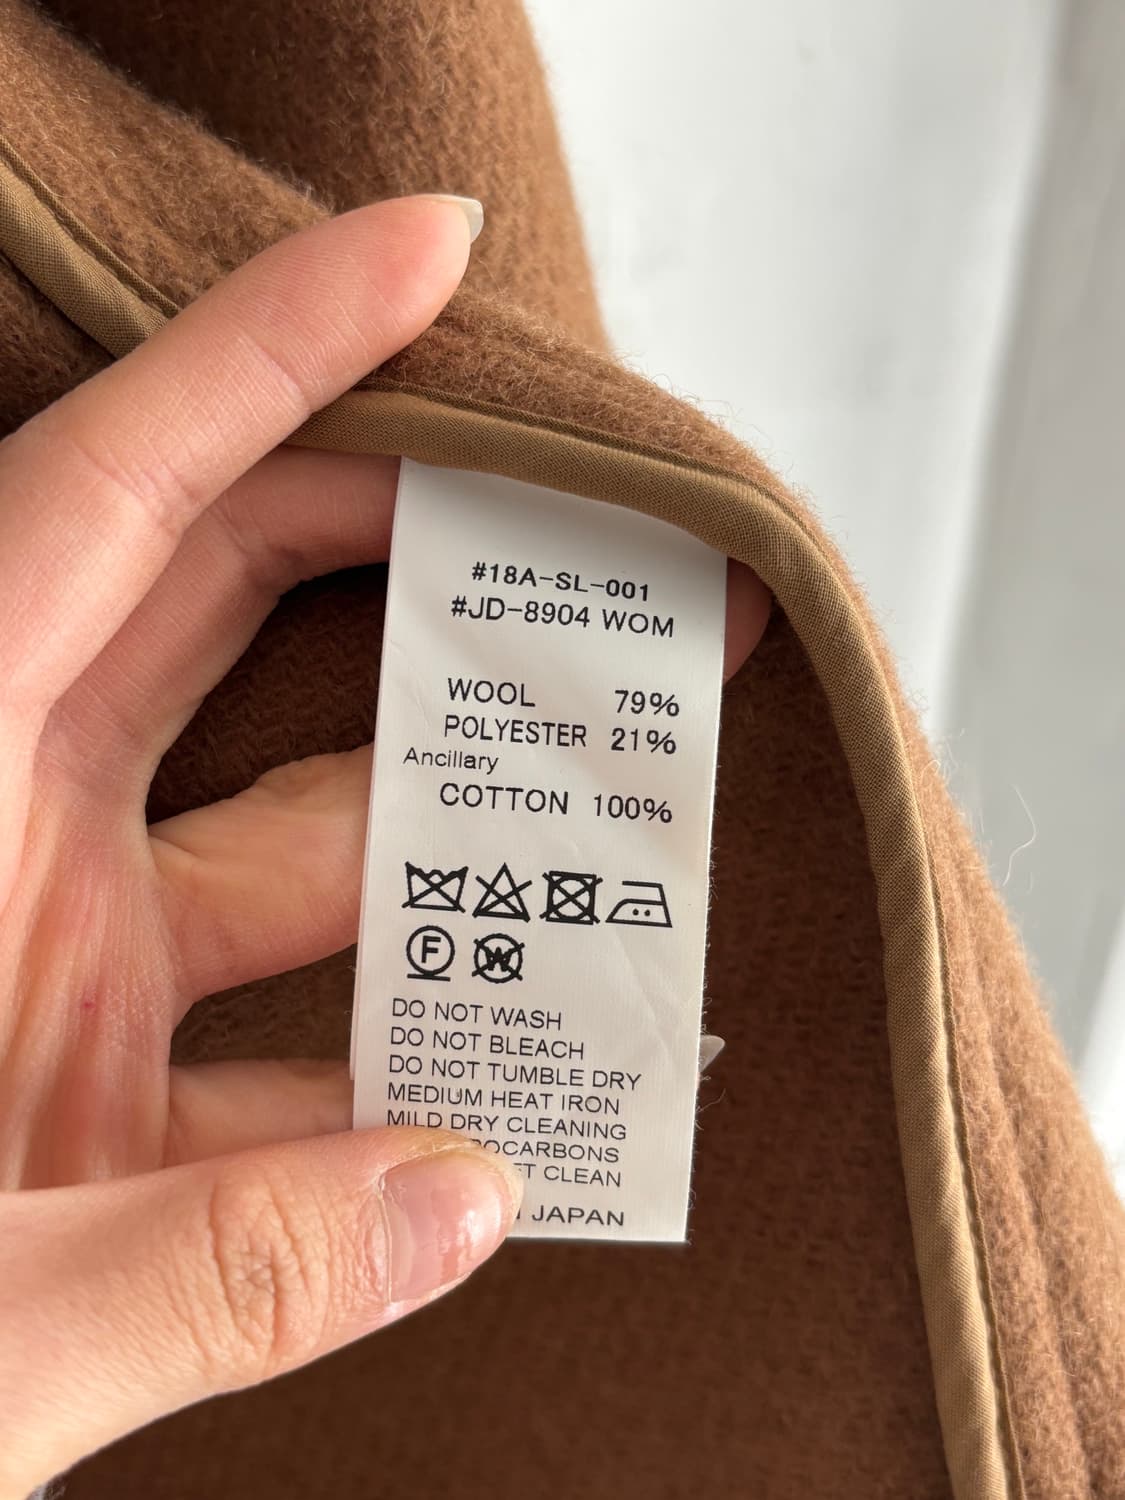 #18A-SL-001
#JD-8904 WOM
WOOL 79%
POLYESTER 21%
Ancillary
COTTON 100%
F W
DO NOT WASH
DO NOT BLEACH
DO NOT TUMBLE DRY
MEDIUM HEAT IRON
MILD DRY CLEANING
CLEAN
JAPAN